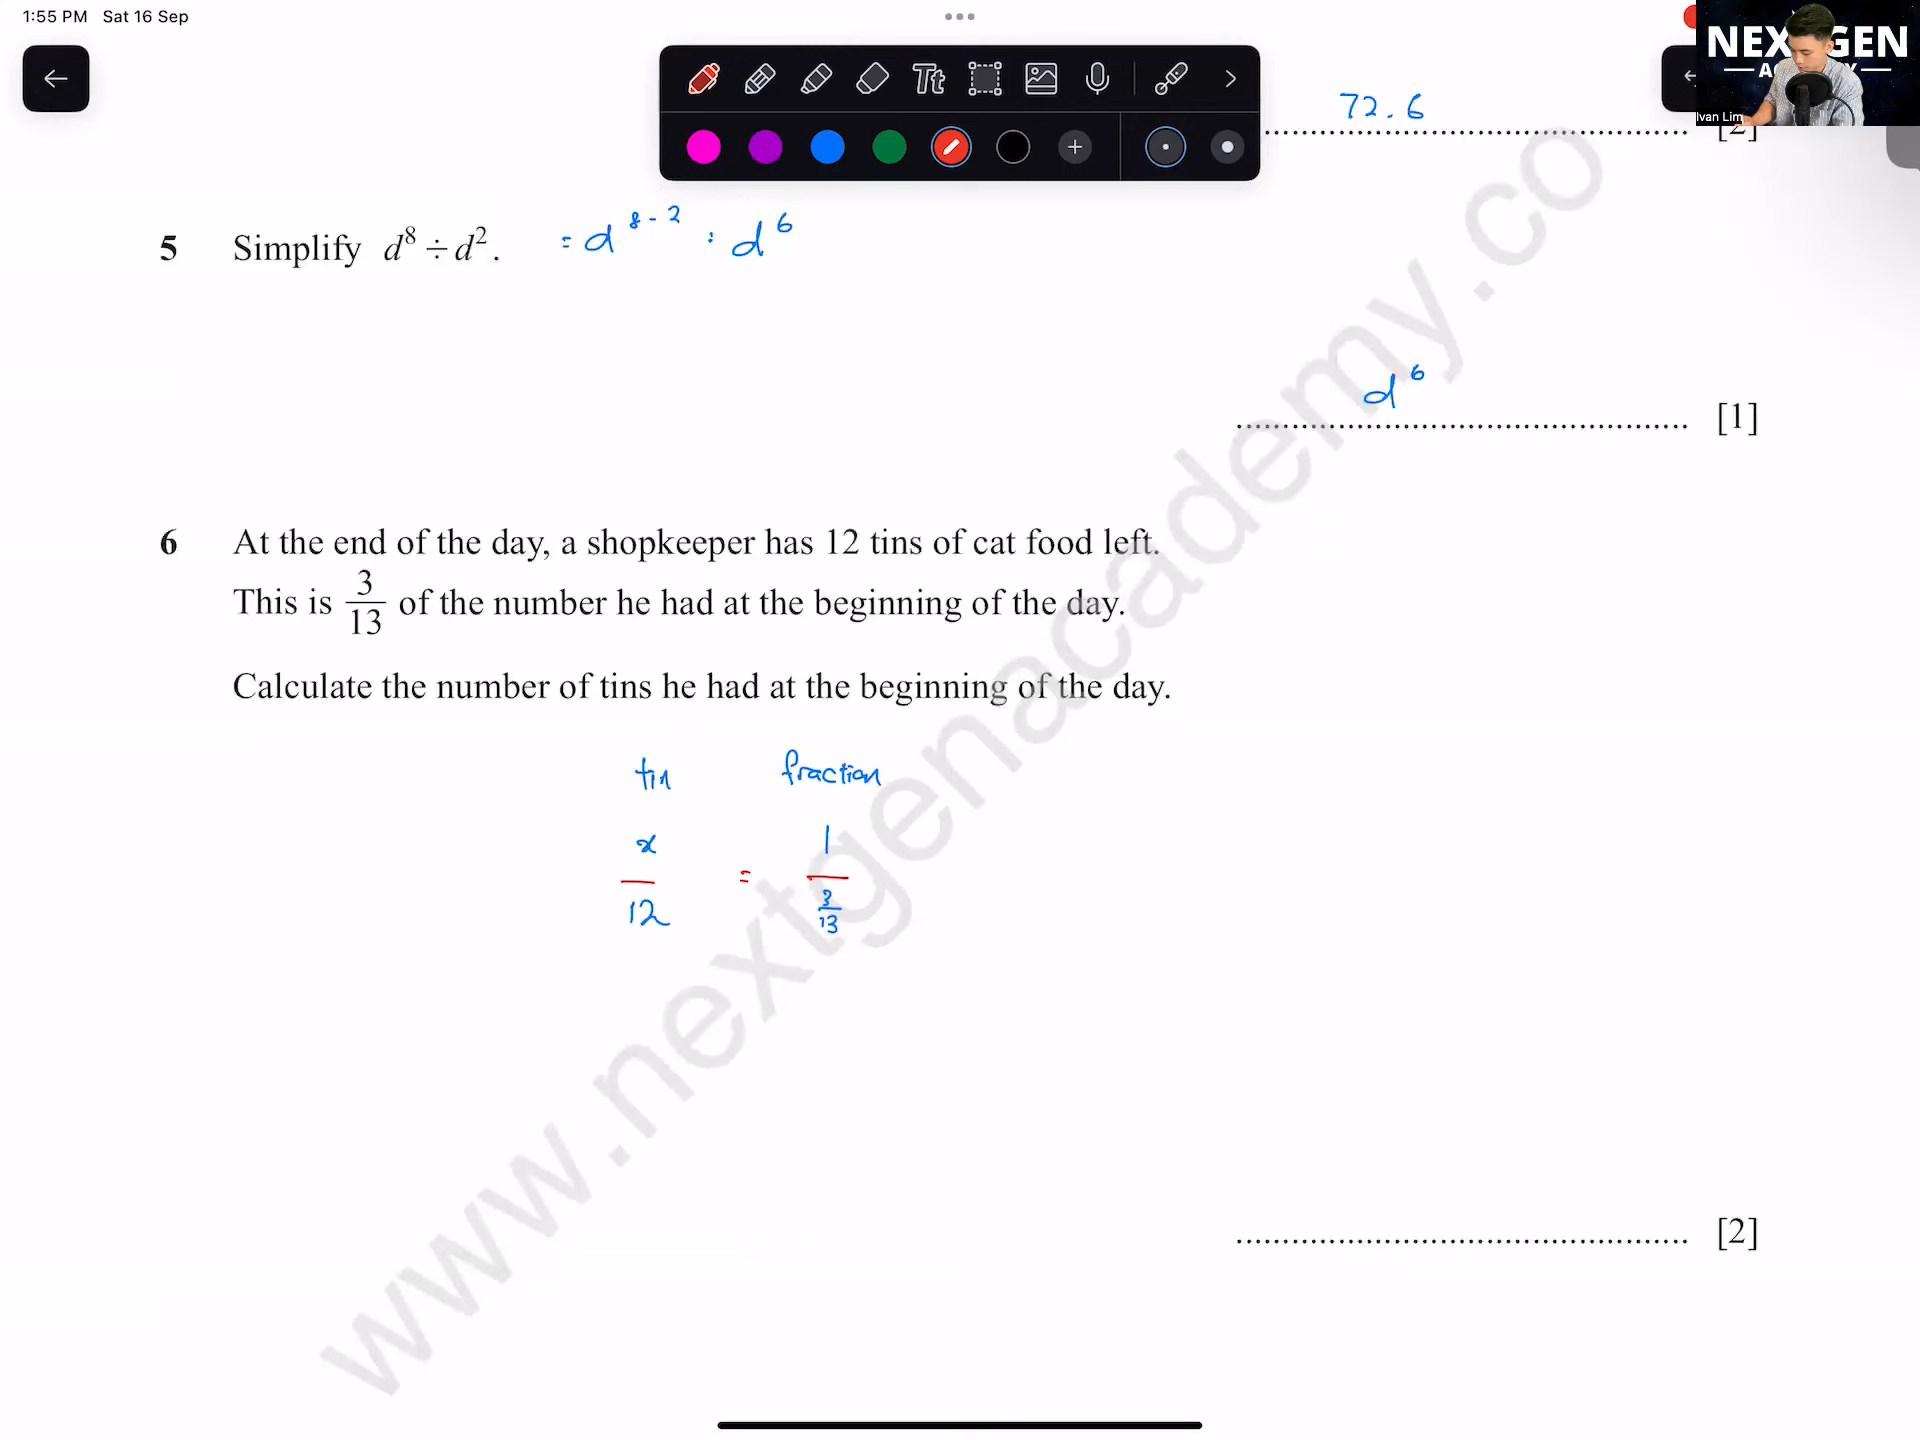 1:55 PM Sat 16 Sep
Tt
NEX GEN
Ivan Lim
72.6
[2]
5 Simplify d⁸ ÷ d². = d⁸⁻² : d⁶
d⁶
[1]
6 At the end of the day, a shopkeeper has 12 tins of cat food left.
This is 3/13 of the number he had at the beginning of the day.
Calculate the number of tins he had at the beginning of the day.
tin fraction
x/12 = 1/(3/13)
[2]
www.nextgenacademy.co